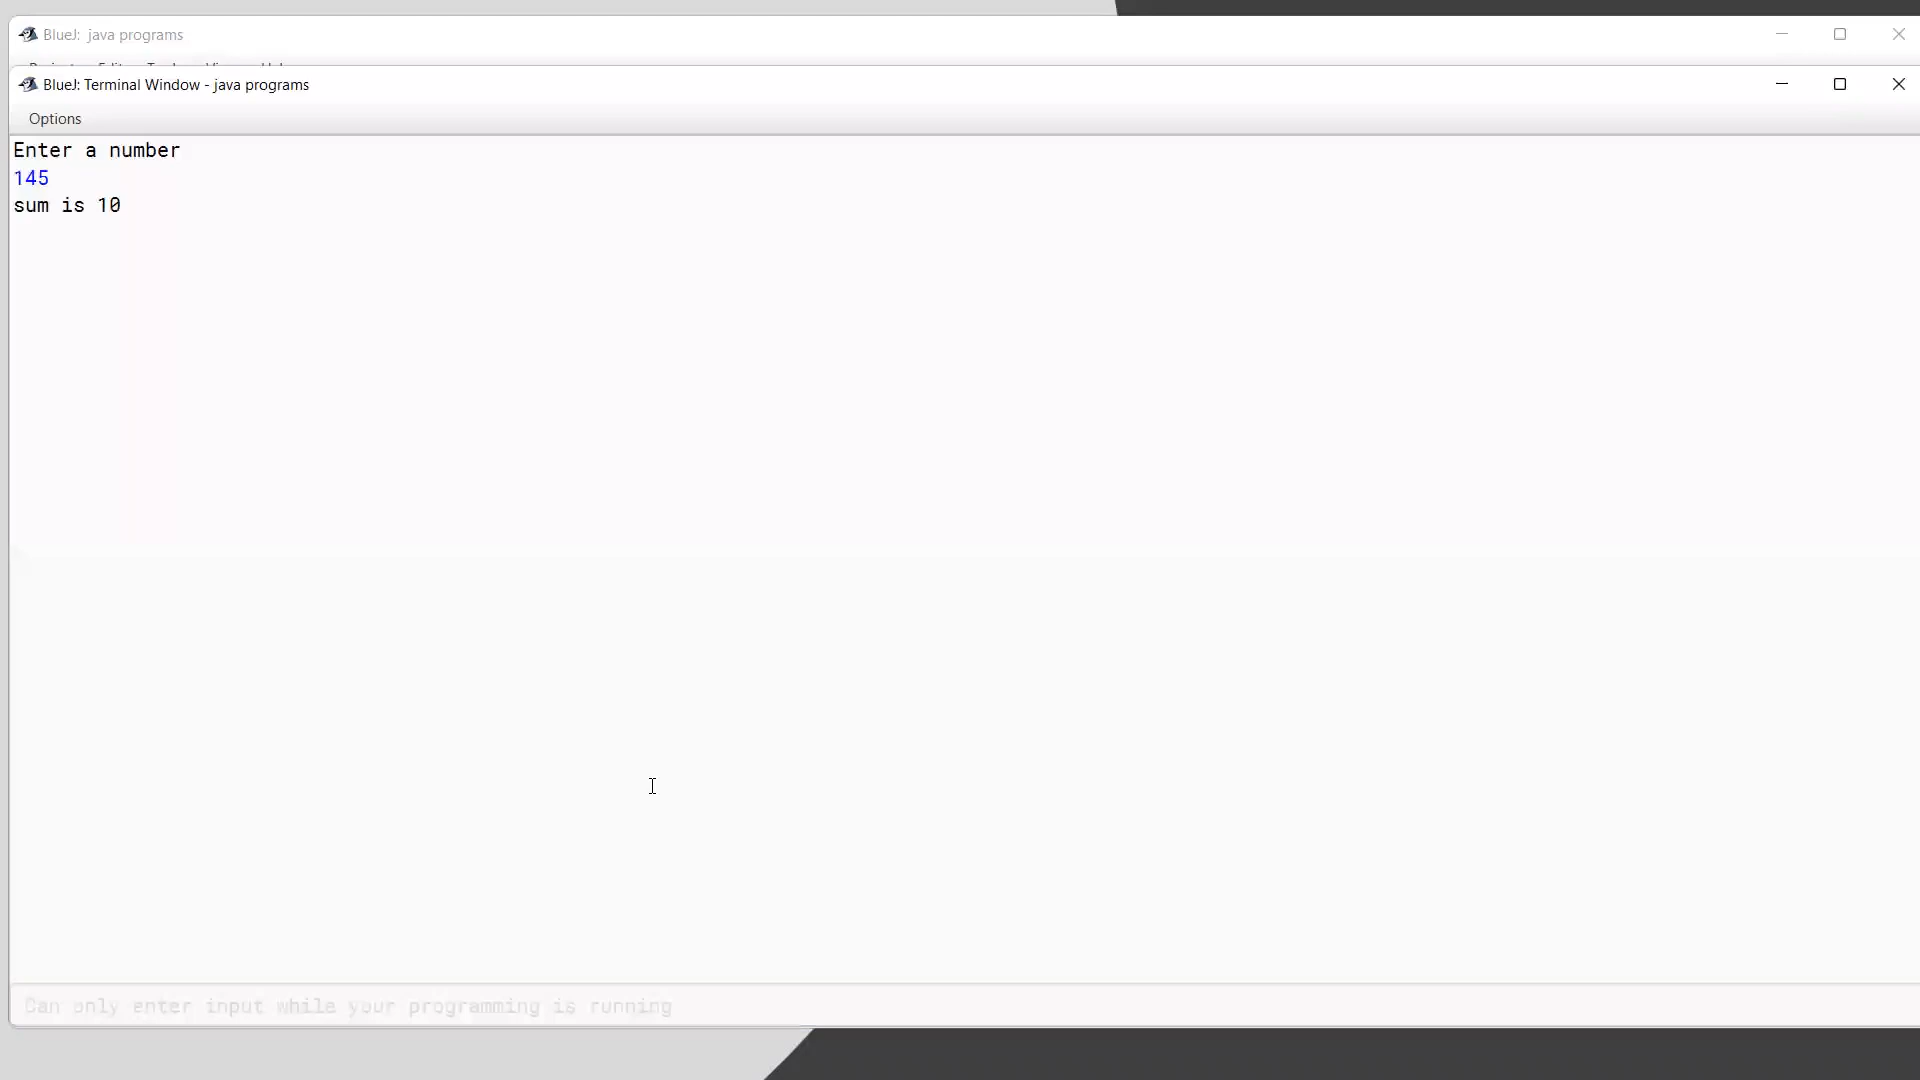 BlueJ: java programs
BlueJ: Terminal Window - java programs
Options
Enter a number
145
sum is 10
Can only enter input while your programming is running